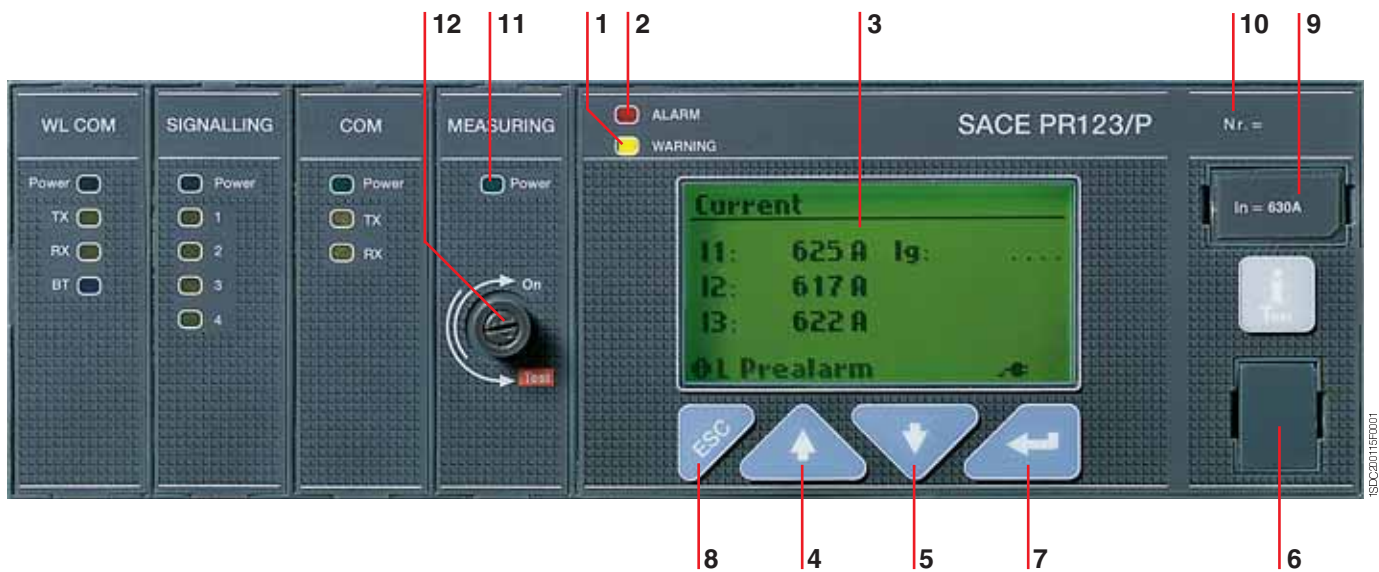 12 11 1 2 3 10 9
WL COM
Power
TX
RX
BT
SIGNALLING
Power
1
2
3
4
COM
Power
TX
RX
MEASURING
Power
On
Test
ALARM
WARNING
SACE PR123/P
Current
I1: 625 A Ig: ....
I2: 617 A
I3: 622 A
L Prealarm
ESC
Nr. =
In = 630A
i
Test
8 4 5 7 6
1SDC200115F0001